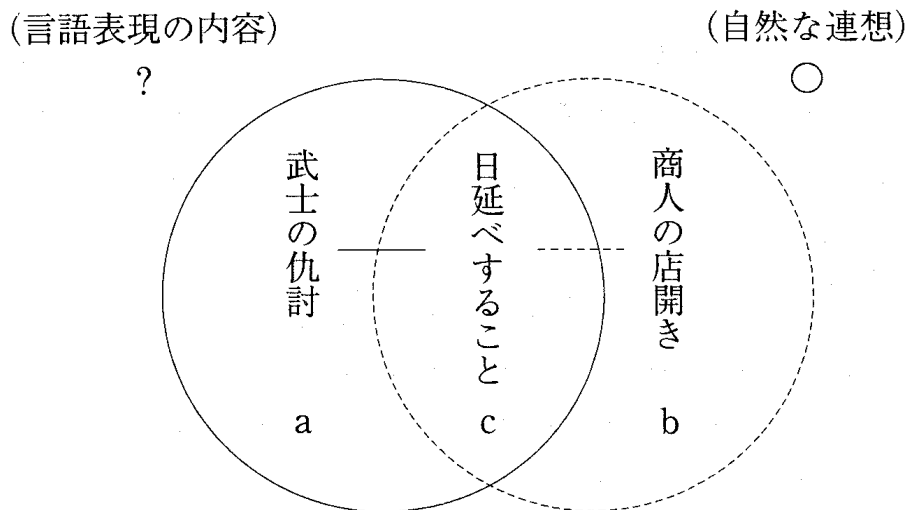 (言語表現の内容)
(自然な連想)
?
○
武士の仇討
日延べすること
商人の店開き
a
c
b